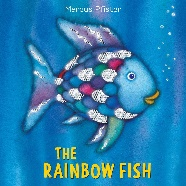 Marcus Pfister
THE
RAINBOW FISH